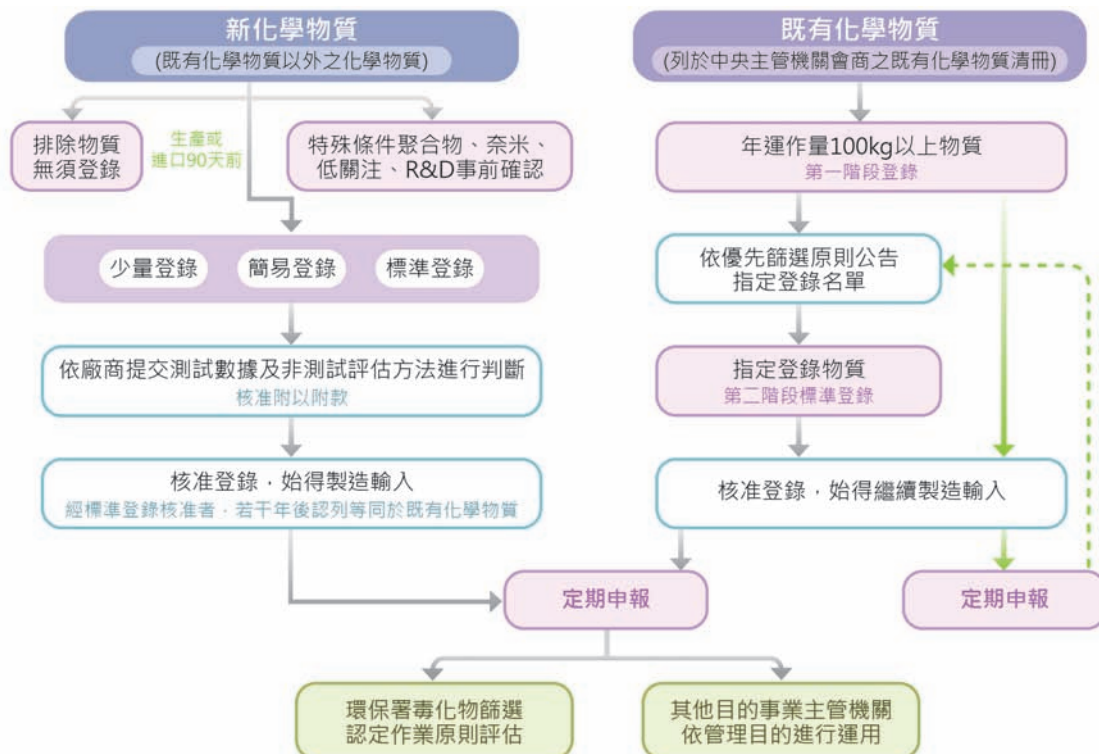 新化學物質
(既有化學物質以外之化學物質)
排除物質
無須登錄
生產或
進口90天前
特殊條件聚合物、奈米、
低關注、R&D事前確認
少量登錄
簡易登錄
標準登錄
依廠商提交測試數據及非測試評估方法進行判斷
核准附以附款
核准登錄，始得製造輸入
經標準登錄核准者，若干年後認列等同於既有化學物質
既有化學物質
(列於中央主管機關會商之既有化學物質清冊)
年運作量100kg以上物質
第一階段登錄
依優先篩選原則公告
指定登錄名單
指定登錄物質
第二階段標準登錄
核准登錄，始得繼續製造輸入
定期申報
定期申報
環保署毒化物篩選
認定作業原則評估
其他目的事業主管機關
依管理目的進行運用